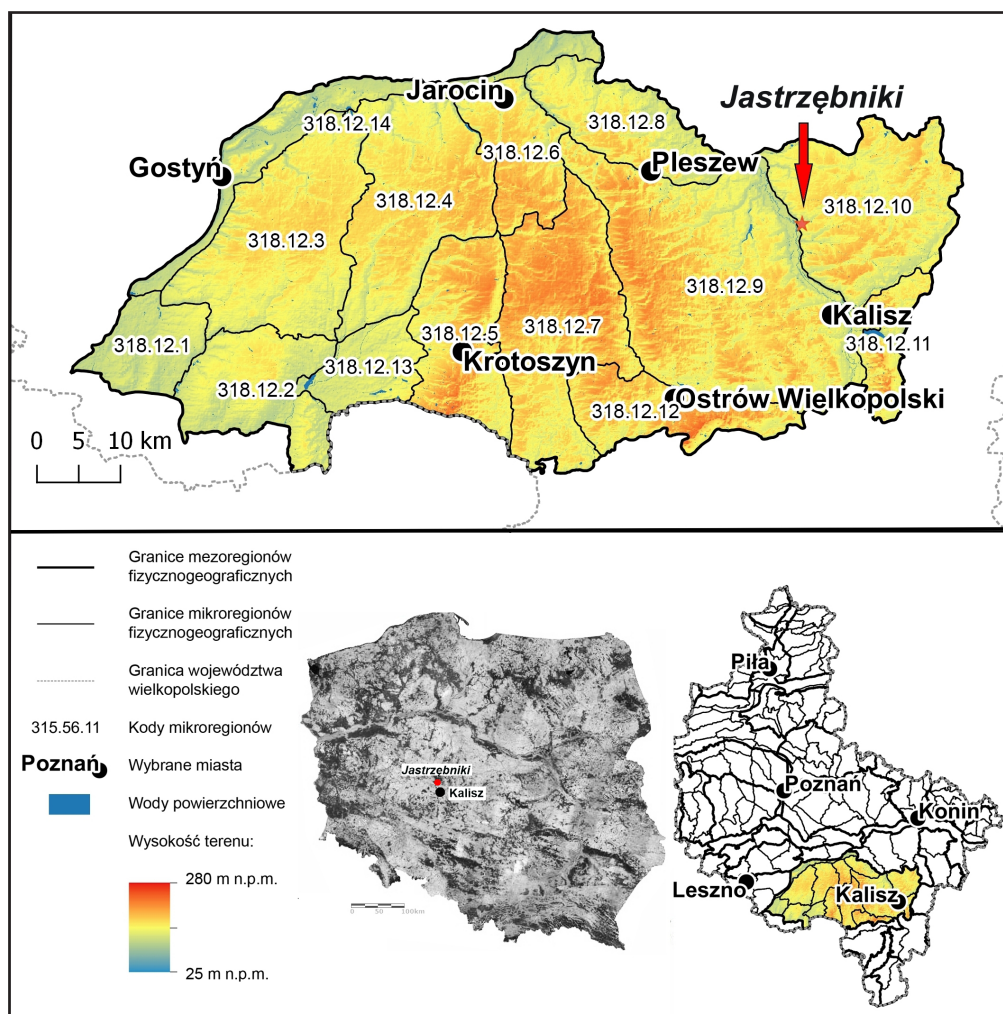 Jarocin
Jastrzębniki
318.12.14
318.12.8
318.12.6
Gostyń
Pleszew
318.12.4
318.12.10
318.12.3
318.12.9
Kalisz
318.12.1
318.12.5
318.12.7
318.12.11
Krotoszyn
318.12.13
318.12.2
318.12.12
Ostrów Wielkopolski
0 5 10 km
Granice mezoregionów
fizycznogeograficznych
Granice mikroregionów
fizycznogeograficznych
Granica województwa
wielkopolskiego
315.56.11 Kody mikroregionów
Poznań Wybrane miasta
Wody powierzchniowe
Wysokość terenu:
280 m n.p.m.
25 m n.p.m.
Jastrzębniki
Kalisz
0 50 100km
Piła
Poznań
Konin
Leszno
Kalisz